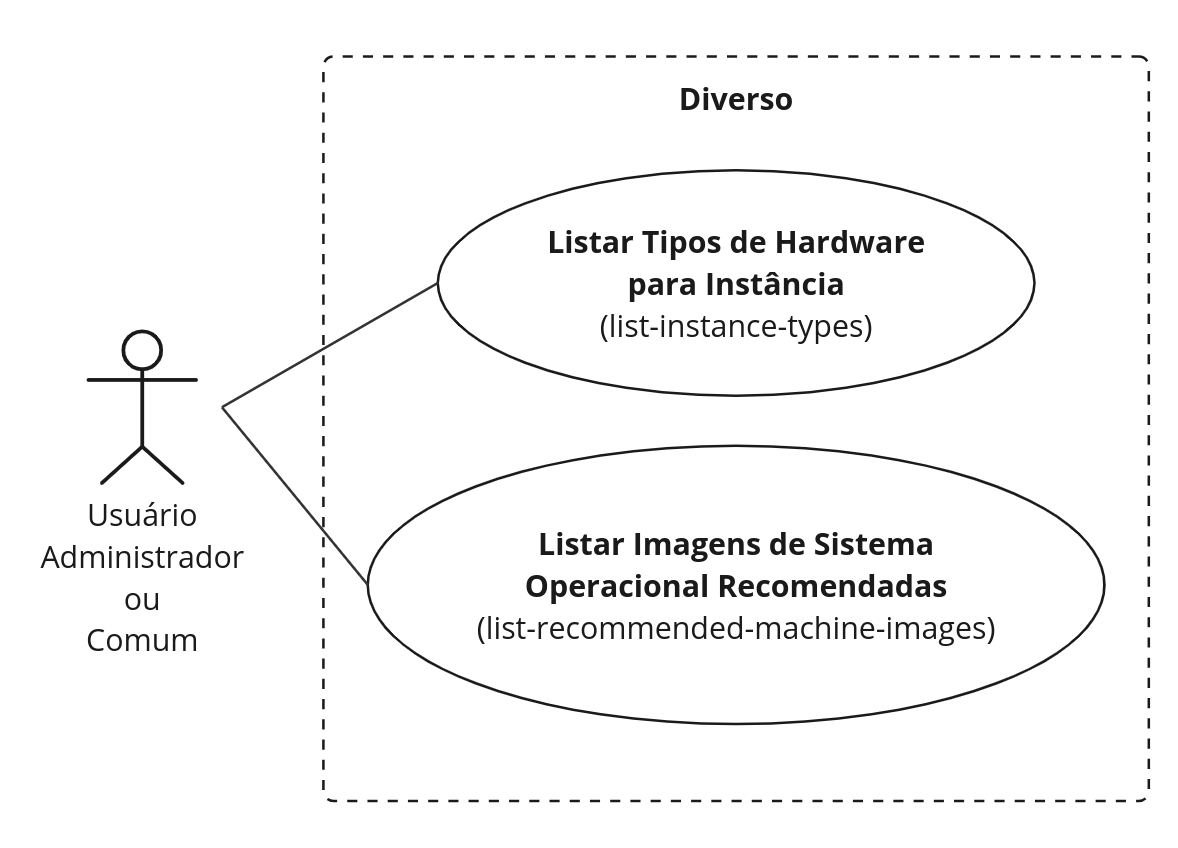 Diverso
Listar Tipos de Hardware
para Instância
(list-instance-types)
Usuário
Administrador
ou
Comum
Listar Imagens de Sistema
Operacional Recomendadas
(list-recommended-machine-images)